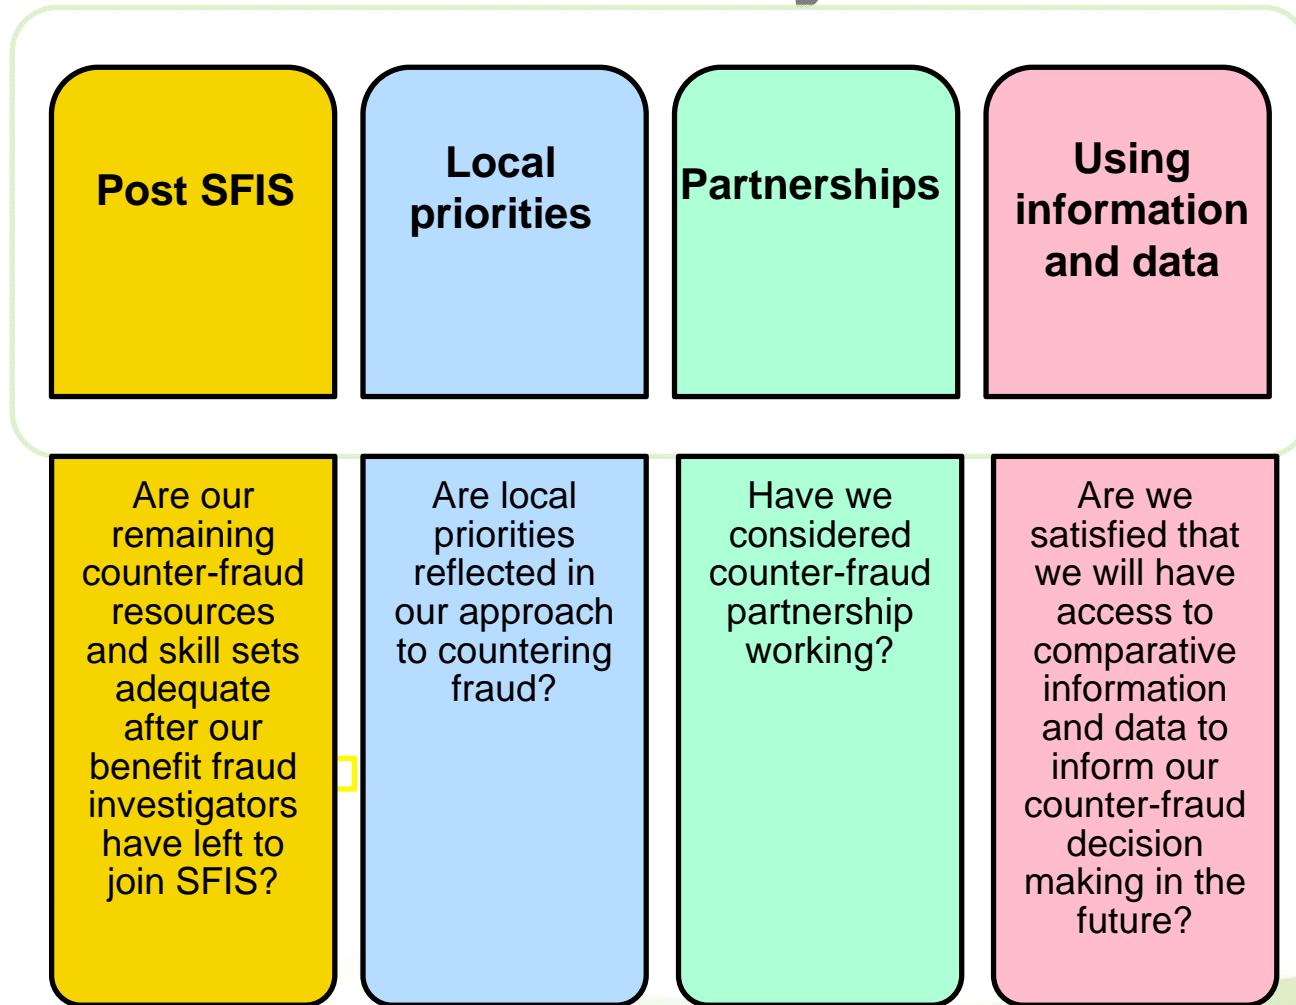 Post SFIS
Local
priorities
Partnerships
Using
information
and data
Are our
remaining
counter-fraud
resources
and skill sets
adequate
after our
benefit fraud
investigators
have left to
join SFIS?
Are local
priorities
reflected in
our approach
to countering
fraud?
Have we
considered
counter-fraud
partnership
working?
Are we
satisfied that
we will have
access to
comparative
information
and data to
inform our
counter-fraud
decision
making in the
future?